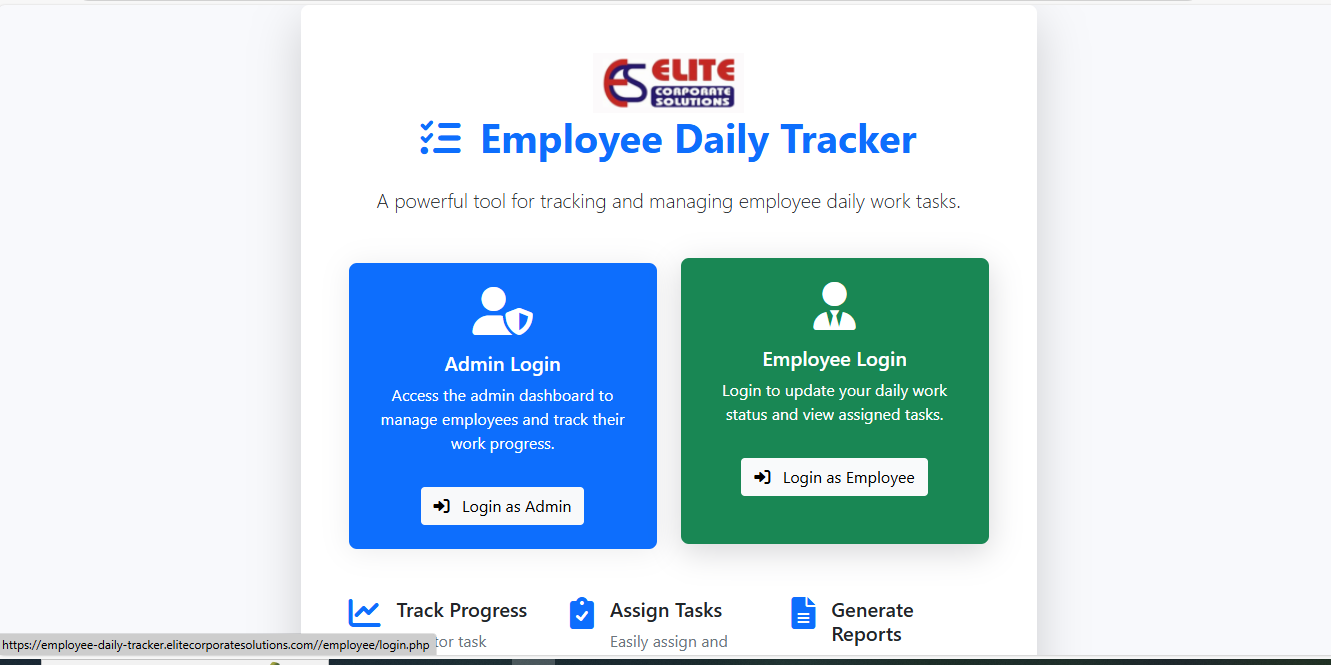 ELITE
CORPORATE
SOLUTIONS
Employee Daily Tracker
A powerful tool for tracking and managing employee daily work tasks.
Admin Login
Access the admin dashboard to
manage employees and track their
work progress.
Login as Admin
Employee Login
Login to update your daily work
status and view assigned tasks.
Login as Employee
Track Progress
task
Assign Tasks
Easily assign and
Generate
Reports
https://employee-daily-tracker.elitecorporatesolutions.com//employee/login.php